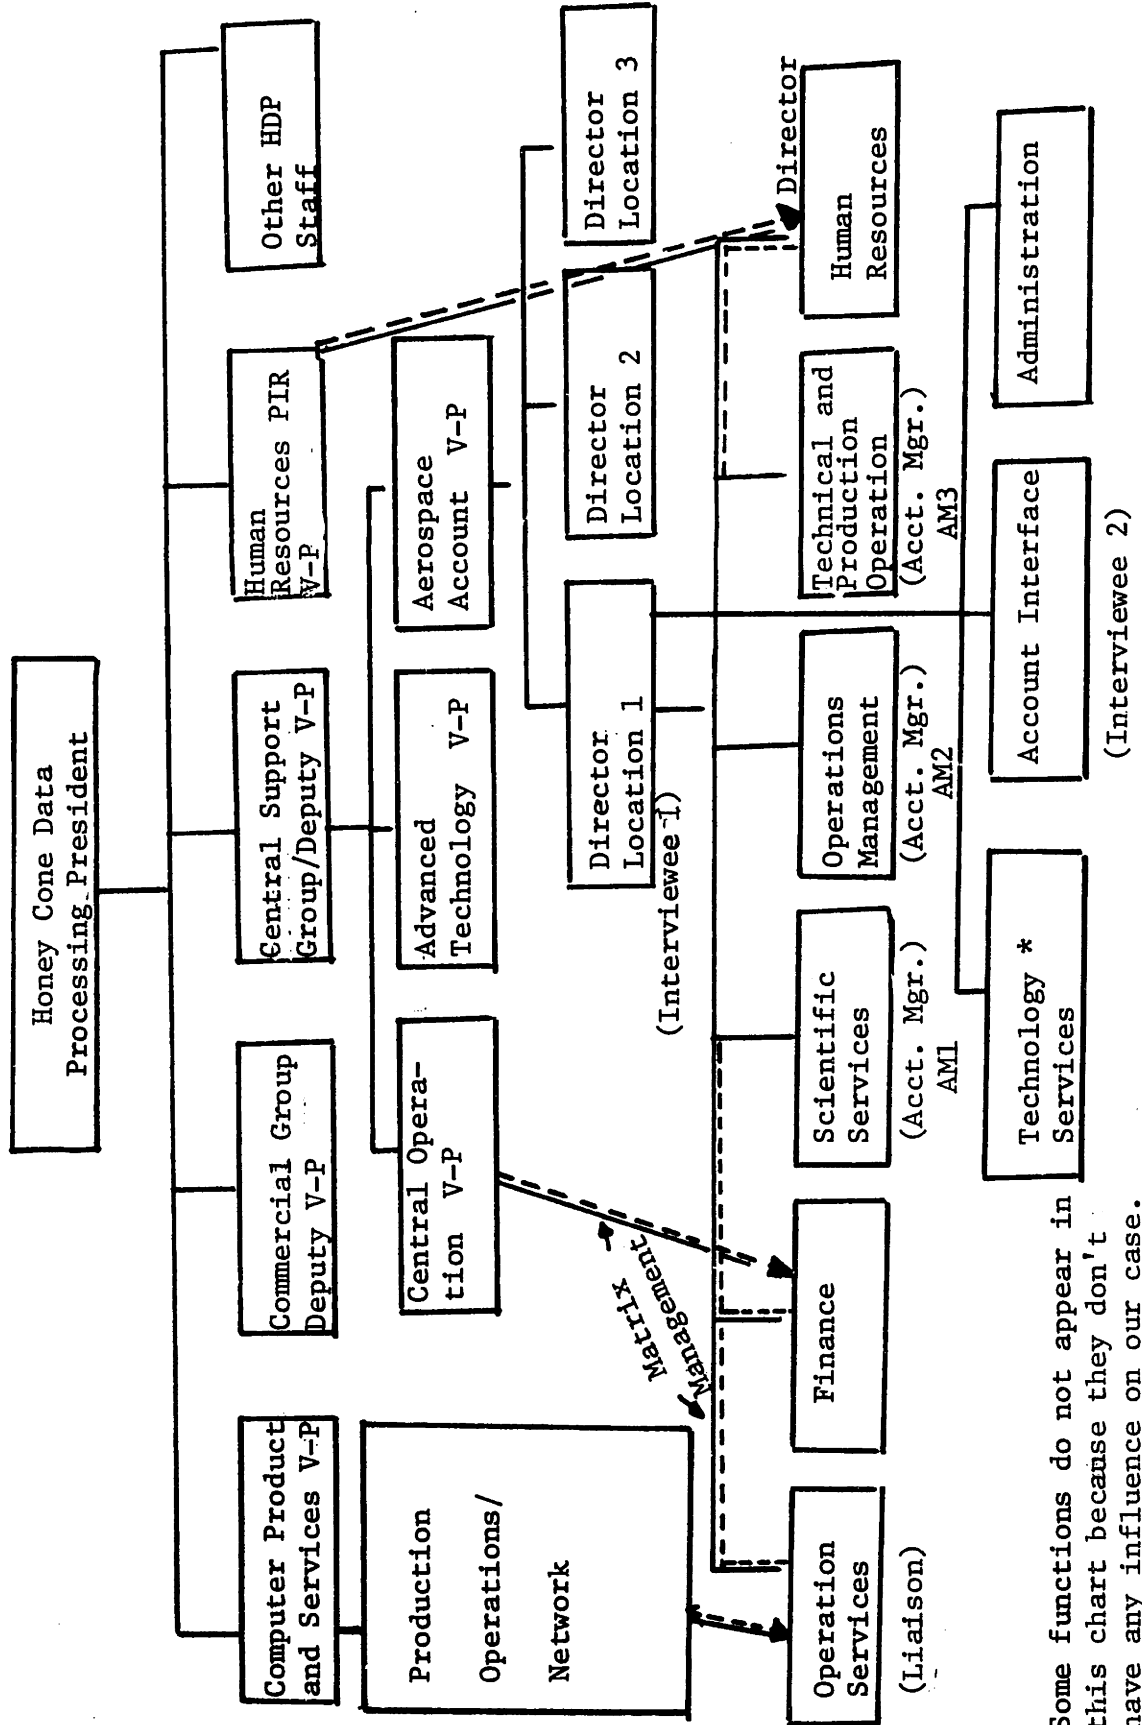 Honey Cone Data
Processing President
Computer Product
and Services V-P
Commercial Group
Deputy V-P
Central Support
Group/Deputy V-P
Human
Resources PIR
V-P
Other HDP
Staff
Production
Operations/
Network
Central Opera-
tion V-P
Advanced
Technology V-P
Aerospace
Account V-P
Matrix
Management
Director
Location 1
(Interviewee 1)
Director
Location 2
Director
Location 3
Operation
Services
(Liaison)
Finance
Scientific
Services
(Acct. Mgr.)
AM1
Operations
Management
(Acct. Mgr.)
AM2
Technical and
Production
Operation
(Acct. Mgr.)
AM3
Director
Human
Resources
Technology *
Services
Account Interface
(Interviewee 2)
Administration
Some functions do not appear in
this chart because they don't
have any influence on our case.